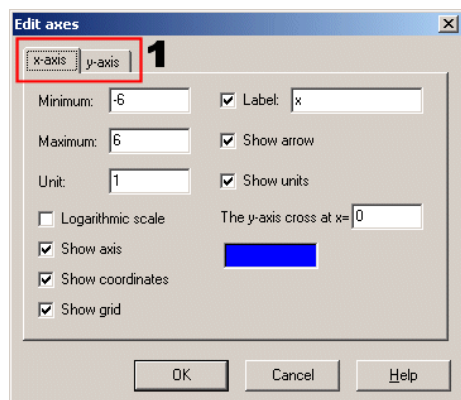 Edit axes
x-axis y-axis 1
Minimum: -6 Label: x
Maximum: 6 Show arrow
Unit: 1 Show units
Logarithmic scale The y-axis cross at x= 0
Show axis
Show coordinates
Show grid
OK Cancel Help